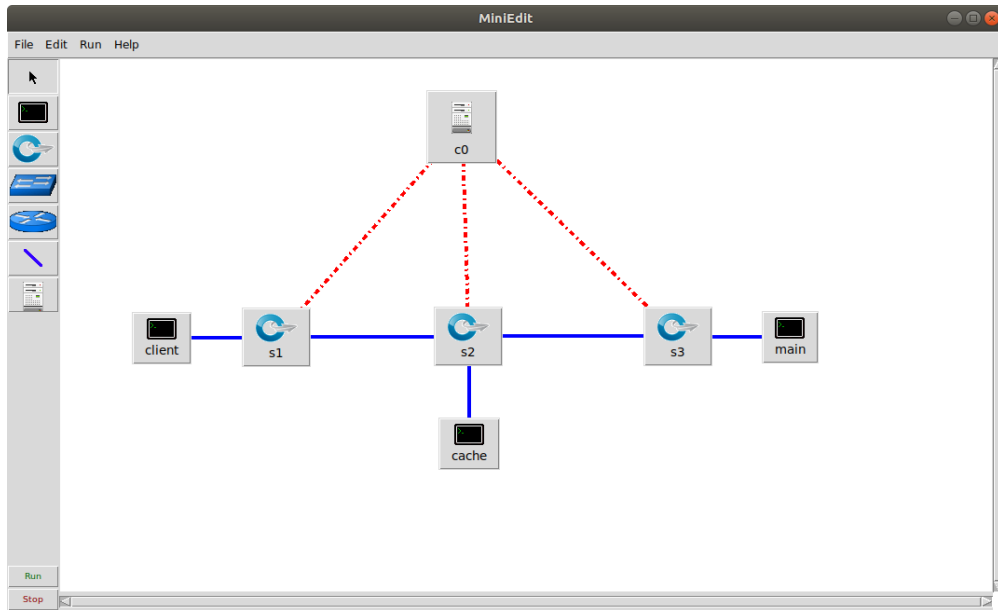 MiniEdit
File Edit Run Help
c0
client
s1
s2
s3
main
cache
Run
Stop